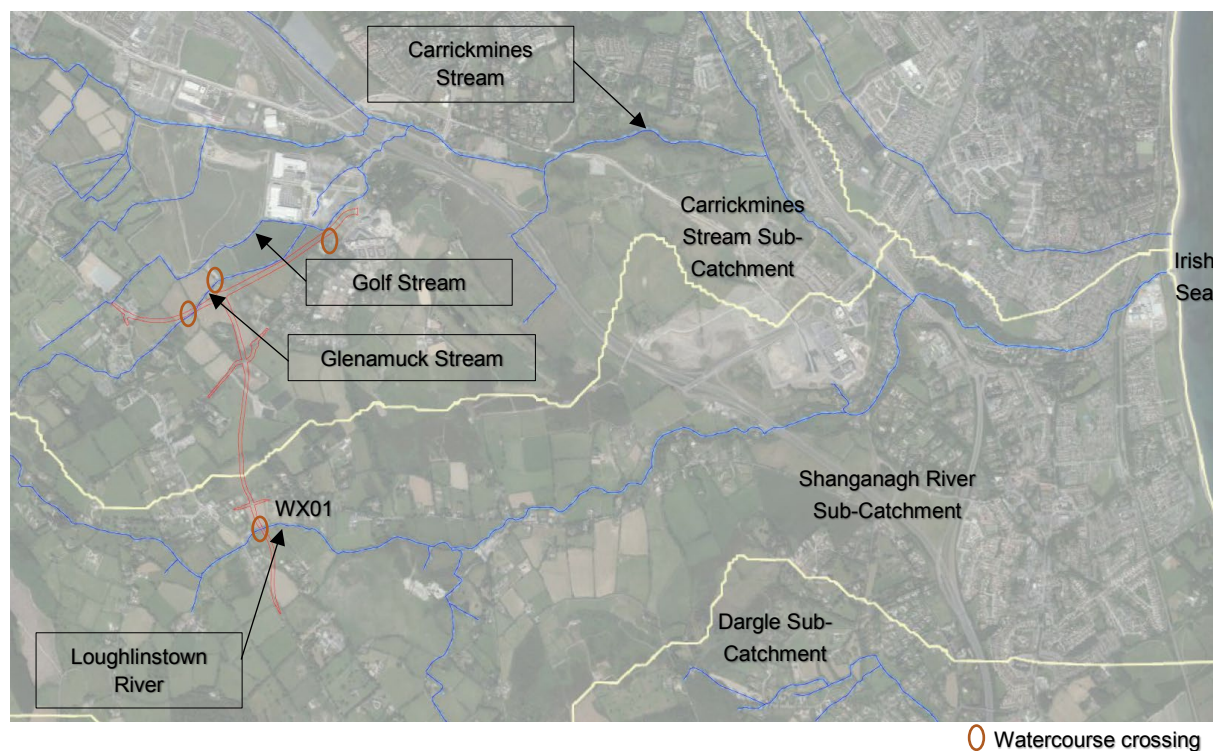 Carrickmines
Stream
Carrickmines
Stream Sub-
Catchment
Irish
Sea
Golf Stream
Glenamuck Stream
WX01
Shanganagh River
Sub-Catchment
Dargle Sub-
Catchment
Loughlinstown
River
Watercourse crossing